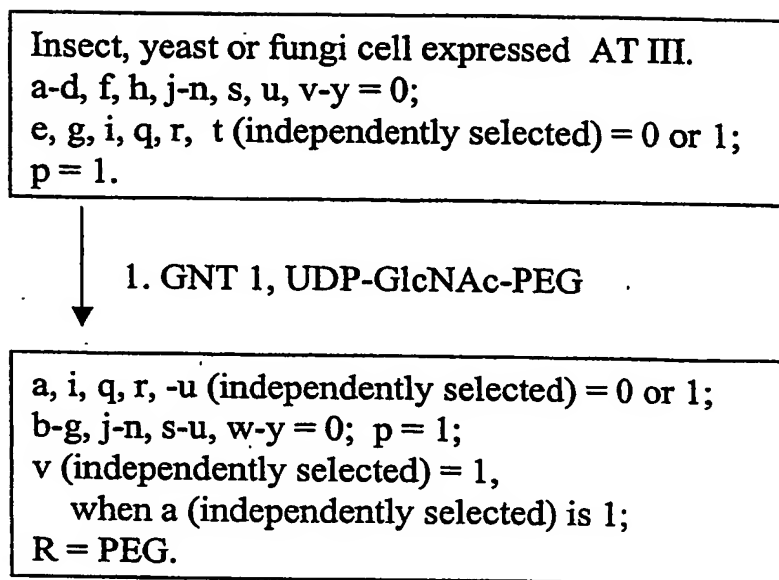 Insect, yeast or fungi cell expressed AT III.
a-d, f, h, j-n, s, u, v-y = 0;
e, g, i, q, r, t (independently selected) = 0 or 1;
p = 1.
1. GNT 1, UDP-GlcNAc-PEG
a, i, q, r, -u (independently selected) = 0 or 1;
b-g, j-n, s-u, w-y = 0; p = 1;
v (independently selected) = 1,
when a (independently selected) is 1;
R = PEG.